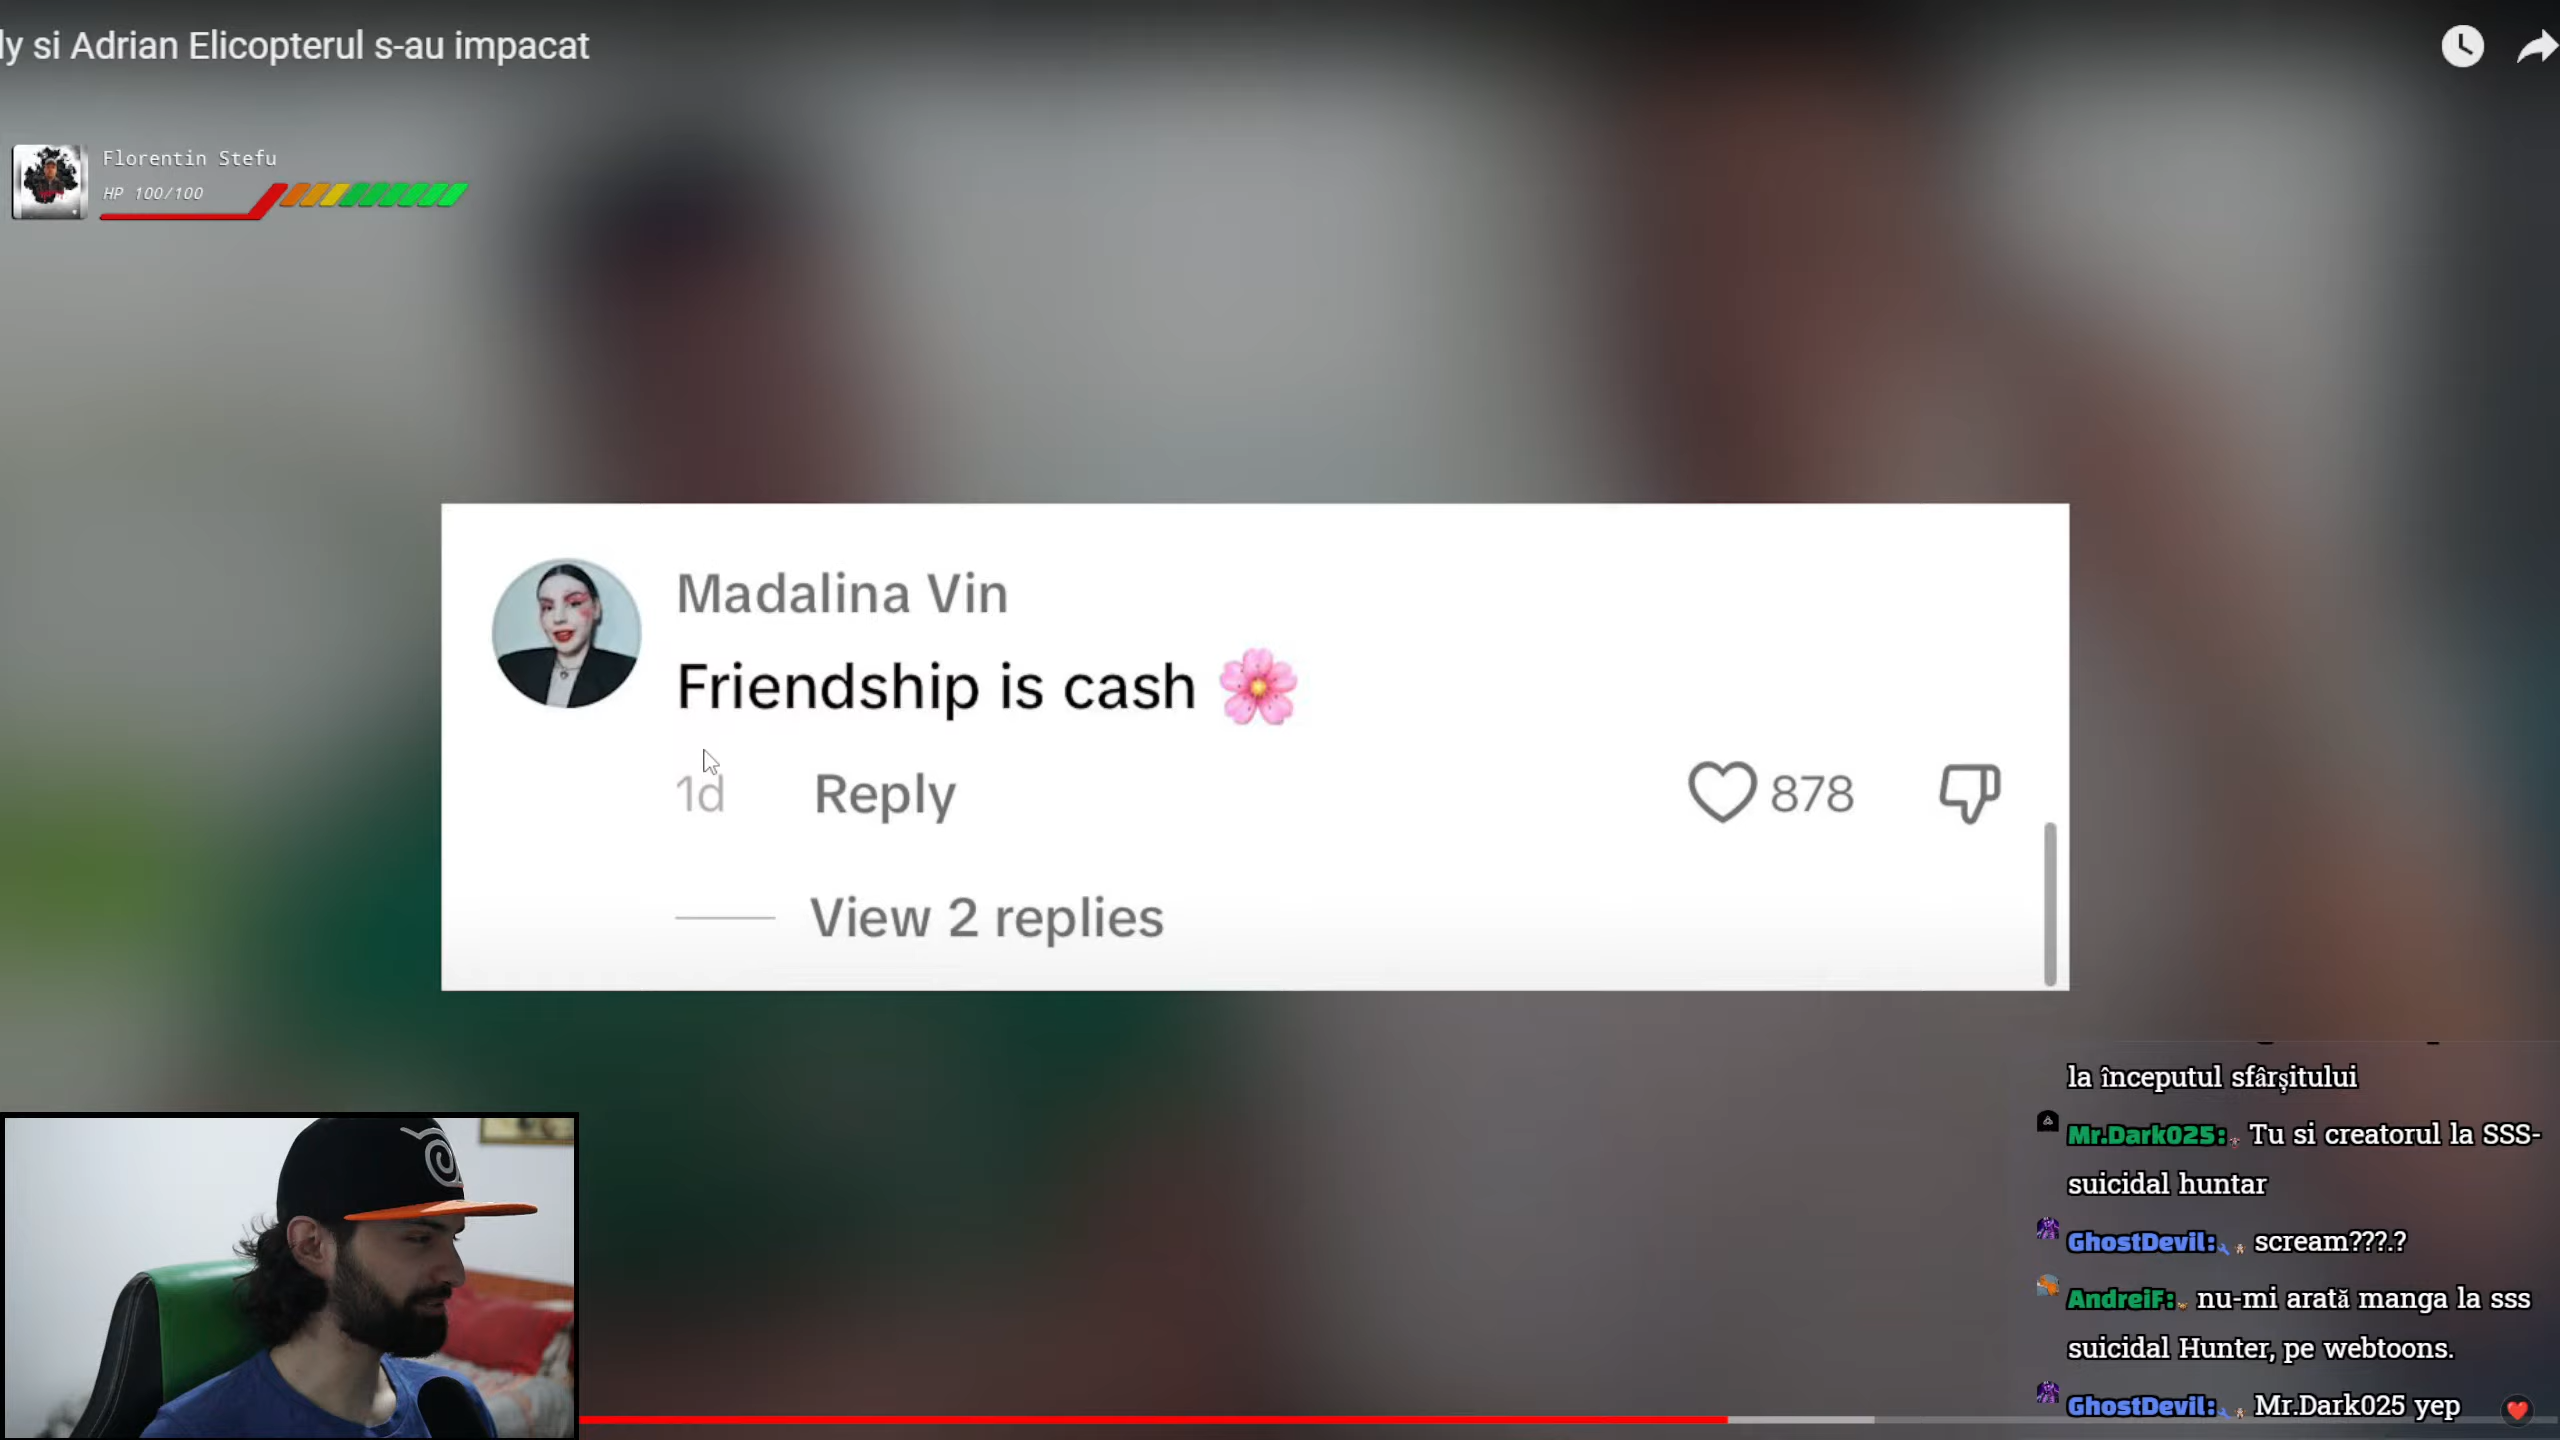 ly si Adrian Elicopterul s-au impacat
Florentin Stefu
HP 100/100
Madalina Vin
Friendship is cash 🌸
1d Reply 878
View 2 replies
la începutul sfârșitului
Mr.Dark025: Tu si creatorul la SSS-
suicidal huntar
GhostDevil: scream???.?
AndreiF: nu-mi arată manga la sss
suicidal Hunter, pe webtoons.
GhostDevil: Mr.Dark025 yep